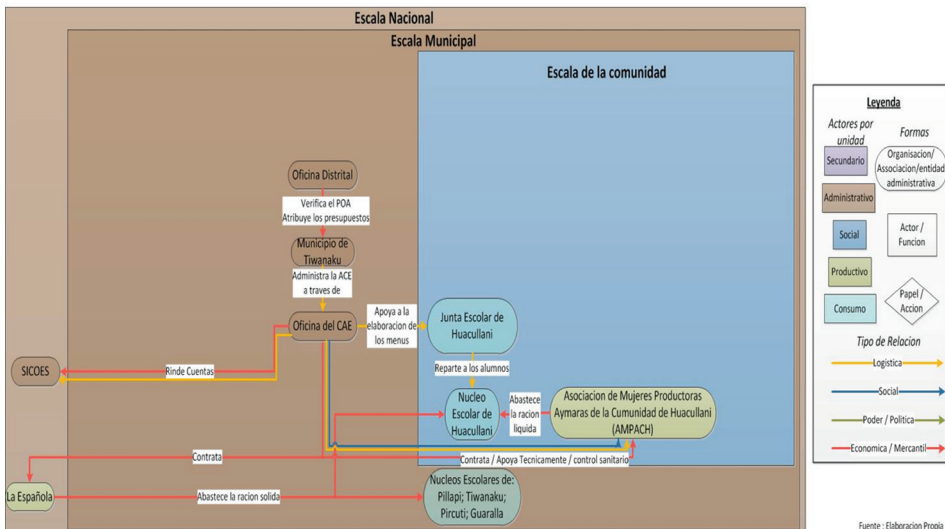 Escala Nacional
Escala Municipal
Escala de la comunidad
Oficina Distrital
Verifica el POA
Atribuye los presupuestos
Municipio de
Tiwanaku
Administra la ACE
a traves de
Oficina del CAE
Apoya a la
elaboracion de
los menus
Junta Escolar de
Huacullani
Reparte a los alumnos
SICOES
Rinde Cuentas
Nucleo
Escolar de
Huacullani
Abastece
la racion
liquida
Asociacion de Mujeres Productoras
Aymaras de la Cumunidad de Huacullani
(AMPACH)
Contrata
Contrata / Apoya Tecnicamente / control sanitario
La Española
Abastece la racion solida
Nucleos Escolares de:
Pillapi; Tiwanaku;
Pircuti; Guaralla
Leyenda
Actores por
unidad
Formas
Secundario
Organisacion/
Associacion/entidad
administrativa
Administrativo
Social
Actor /
Funcion
Productivo
Consumo
Papel /
Accion
Tipo de Relacion
Logistica
Social
Poder / Politica
Economica / Mercantil
Fuente : Elaboracion Propia